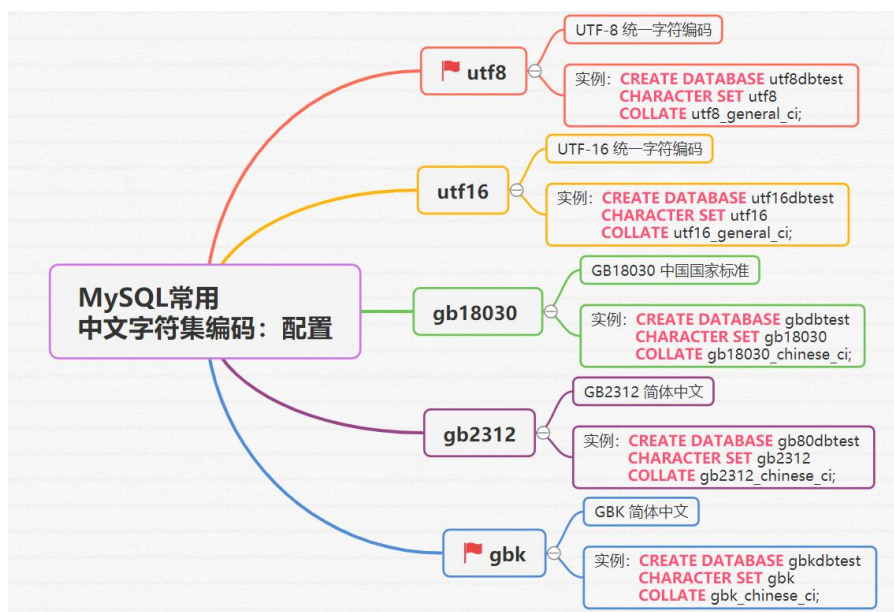 UTF-8 统一字符编码
utf8
实例：CREATE DATABASE utf8dbtest
CHARACTER SET utf8
COLLATE utf8_general_ci;
UTF-16 统一字符编码
utf16
实例：CREATE DATABASE utf16dbtest
CHARACTER SET utf16
COLLATE utf16_general_ci;
MySQL常用
中文字符集编码：配置
GB18030 中国国家标准
gb18030
实例：CREATE DATABASE gbdbtest
CHARACTER SET gb18030
COLLATE gb18030_chinese_ci;
GB2312 简体中文
gb2312
实例：CREATE DATABASE gb80dbtest
CHARACTER SET gb2312
COLLATE gb2312_chinese_ci;
GBK 简体中文
gbk
实例：CREATE DATABASE gbkdbtest
CHARACTER SET gbk
COLLATE gbk_chinese_ci;